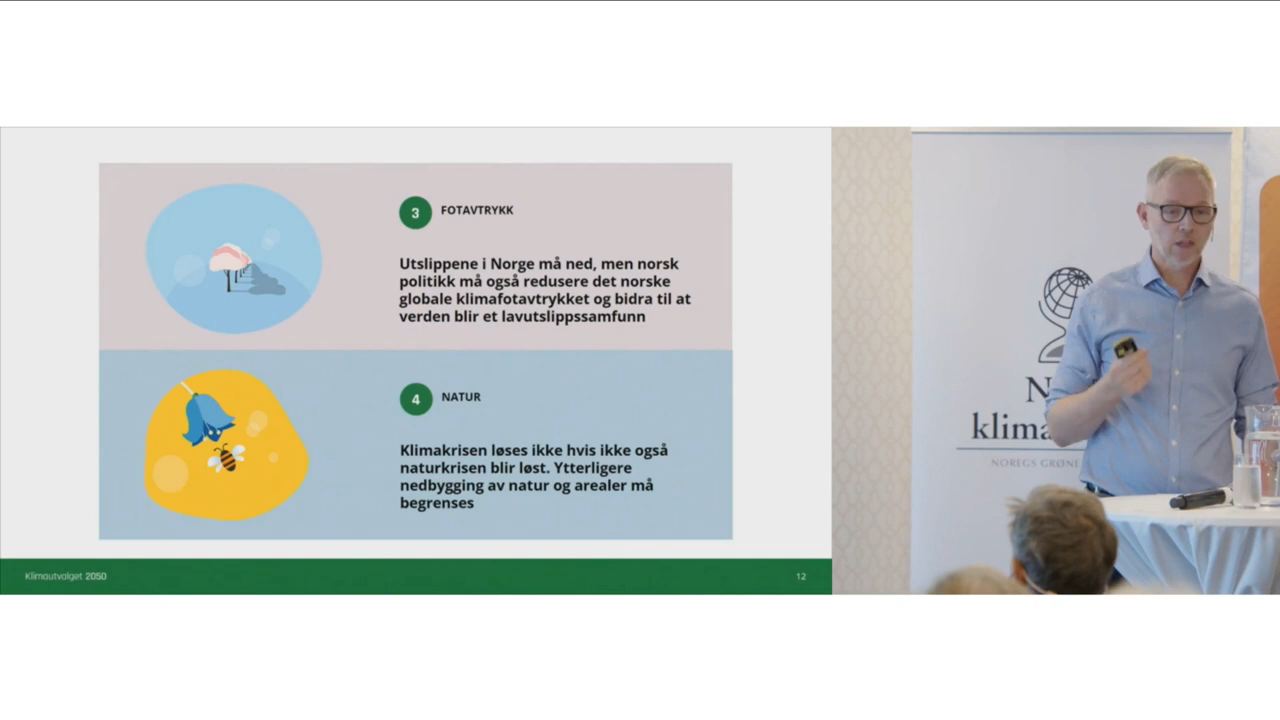 3 FOTAVTRYKK
Utslippene i Norge må ned, men norsk
politikk må også redusere det norske
globale klimafotavtrykket og bidra til at
verden blir et lavutslippssamfunn
4 NATUR
Klimakrisen løses ikke hvis ikke også
naturkrisen blir løst. Ytterligere
nedbygging av natur og arealer må
begrenses
Klimautvalget 2050
12
NOREGS GRØNE